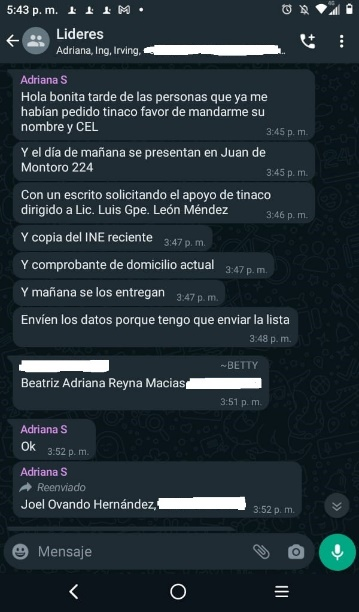 5:43 p. m.
Lideres
Adriana, Ing, Irving,
Adriana S
Hola bonita tarde de las personas que ya me
habían pedido tinaco favor de mandarme su
nombre y CEL
3:45 p. m.
Y el día de mañana se presentan en Juan de
Montoro 224
3:45 p. m.
Con un escrito solicitando el apoyo de tinaco
dirigido a Lic. Luis Gpe. León Méndez
3:46 p. m.
Y copia del INE reciente 3:47 p. m.
Y comprobante de domicilio actual 3:47 p. m.
Y mañana se los entregan 3:47 p. m.
Envíen los datos porque tengo que enviar la lista
3:48 p. m.
~BETTY
Beatriz Adriana Reyna Macias,
3:51 p. m.
Adriana S
Ok 3:52 p. m.
Adriana S
Reenviado
Joel Ovando Hernández, 3:52 p. m.
Mensaje